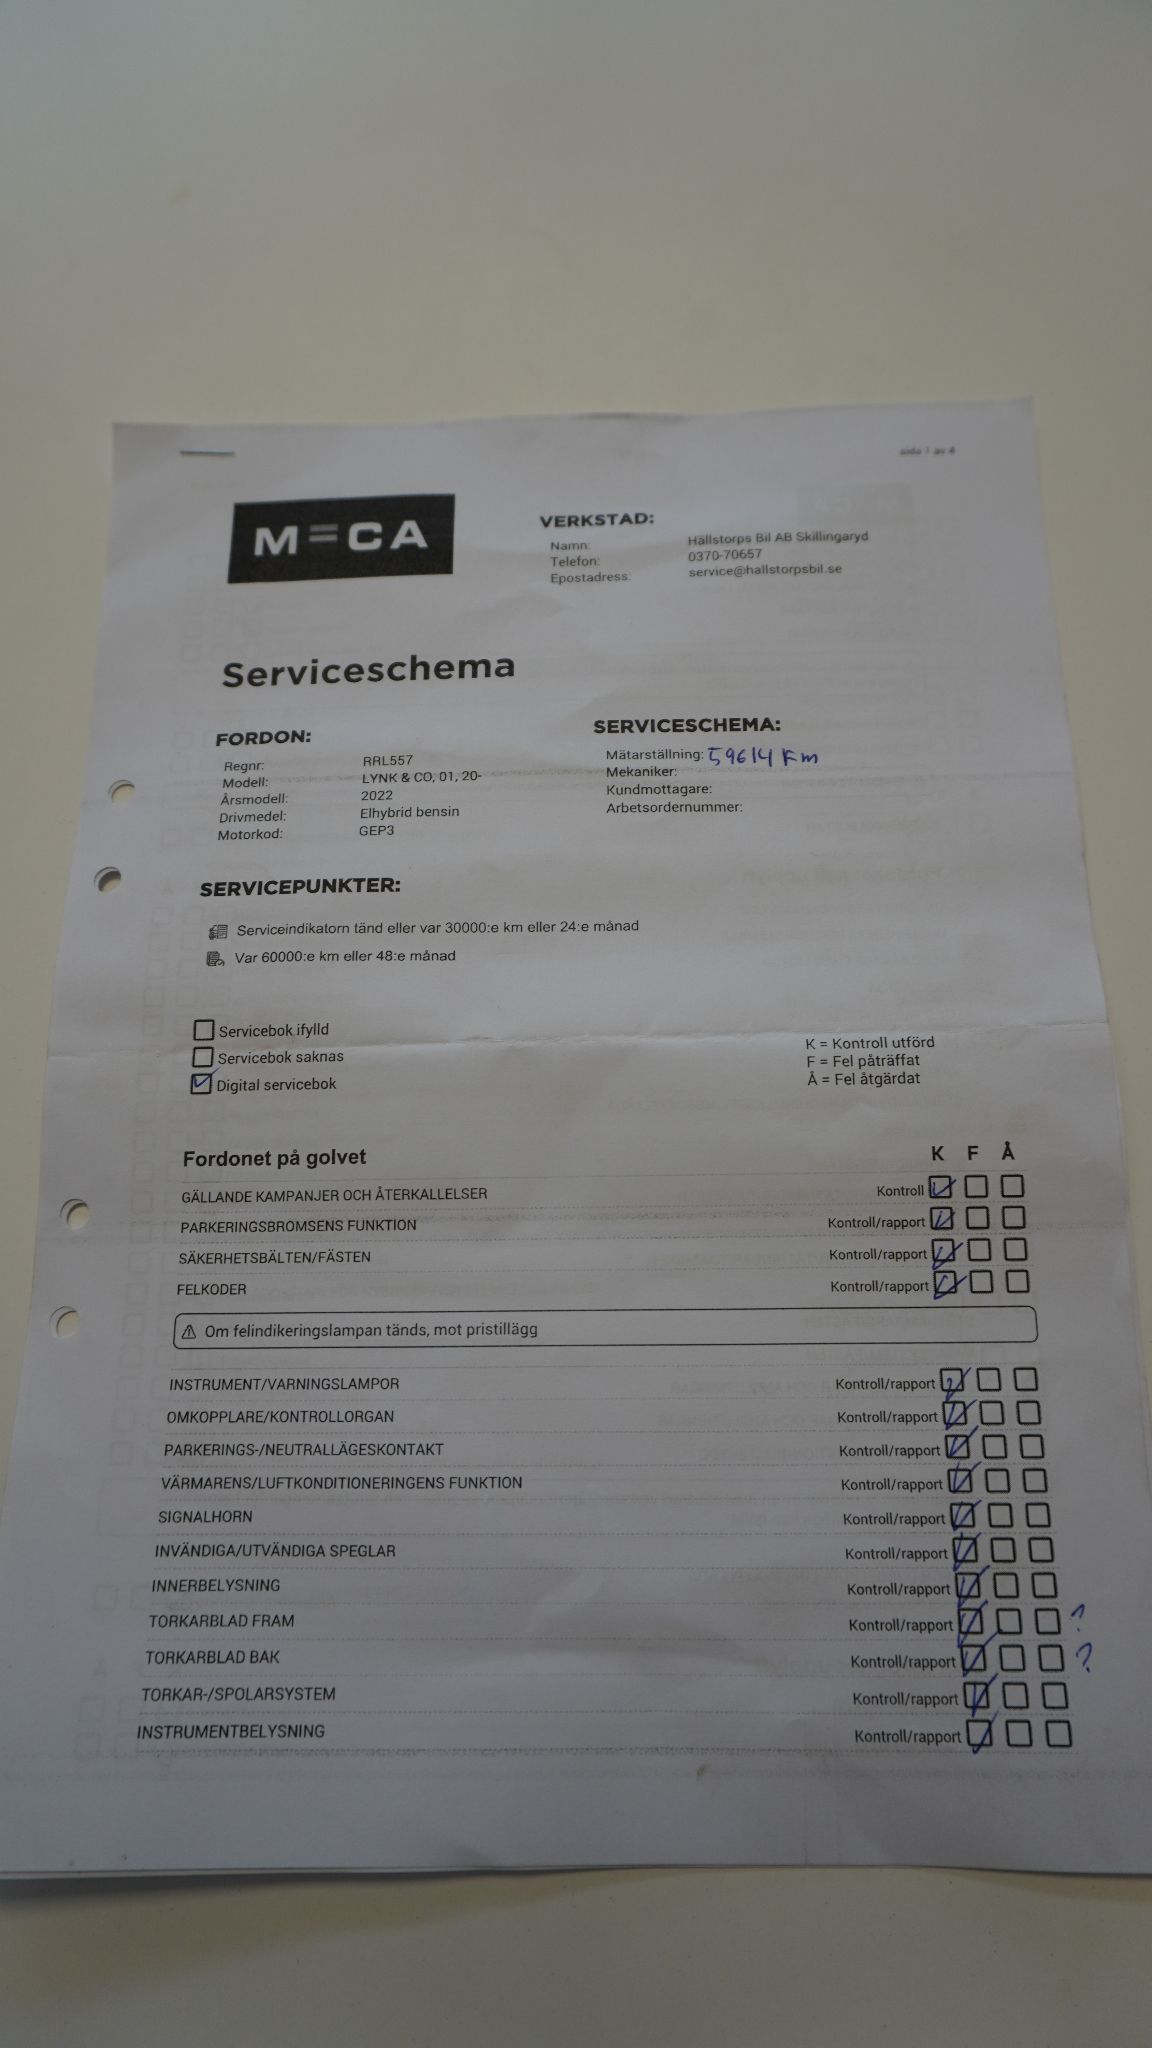 sida 1 av 4
M=CA
VERKSTAD:
Namn: Hällstorps Bil AB Skillingaryd
Telefon: 0370-70657
Epostadress: service@hallstorpsbil.se
Serviceschema
FORDON:
Regnr: RRL557
Modell: LYNK & CO, 01, 20-
Årsmodell: 2022
Drivmedel: Elhybrid bensin
Motorkod: GEP3
SERVICESCHEMA:
Mätarställning: 59614 Km
Mekaniker:
Kundmottagare:
Arbetsordernummer:
SERVICEPUNKTER:
Serviceindikatorn tänd eller var 30000:e km eller 24:e månad
Var 60000:e km eller 48:e månad
Servicebok ifylld
Servicebok saknas
Digital servicebok
K = Kontroll utförd
F = Fel påträffat
Å = Fel åtgärdat
Fordonet på golvet K F Å
GÄLLANDE KAMPANJER OCH ÅTERKALLELSER Kontroll
PARKERINGSBROMSENS FUNKTION Kontroll/rapport
SÄKERHETSBÄLTEN/FÄSTEN Kontroll/rapport
FELKODER Kontroll/rapport
Om felindikeringslampan tänds, mot pristillägg
INSTRUMENT/VARNINGSLAMPOR Kontroll/rapport
OMKOPPLARE/KONTROLLORGAN Kontroll/rapport
PARKERINGS-/NEUTRALLÄGESKONTAKT Kontroll/rapport
VÄRMARENS/LUFTKONDITIONERINGENS FUNKTION Kontroll/rapport
SIGNALHORN Kontroll/rapport
INVÄNDIGA/UTVÄNDIGA SPEGLAR Kontroll/rapport
INNERBELYSNING Kontroll/rapport
TORKARBLAD FRAM Kontroll/rapport ?
TORKARBLAD BAK Kontroll/rapport ?
TORKAR-/SPOLARSYSTEM Kontroll/rapport
INSTRUMENTBELYSNING Kontroll/rapport